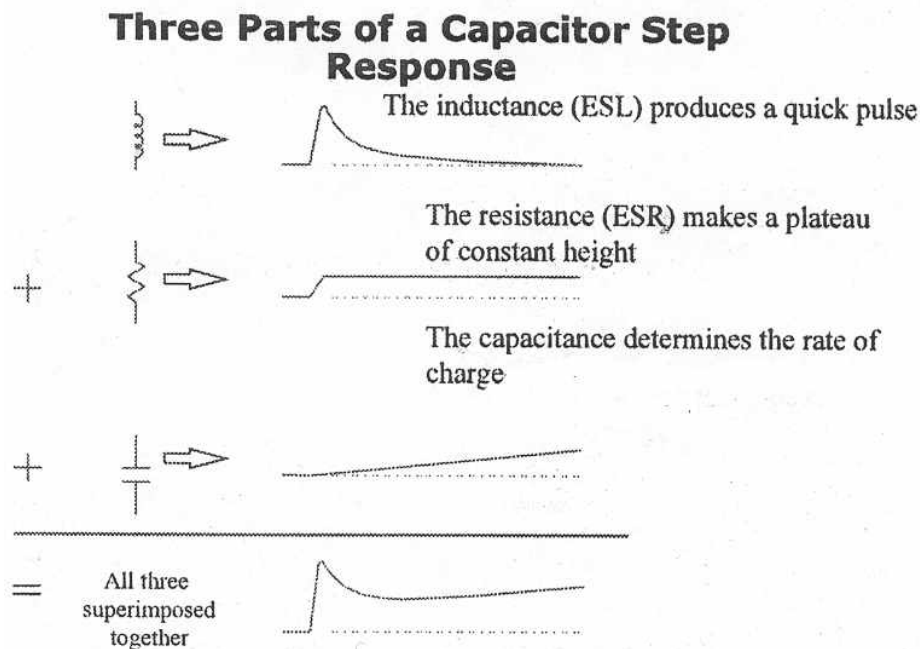 Three Parts of a Capacitor Step
Response
The inductance (ESL) produces a quick pulse
The resistance (ESR) makes a plateau
of constant height
+
The capacitance determines the rate of
charge
+
=
All three
superimposed
together